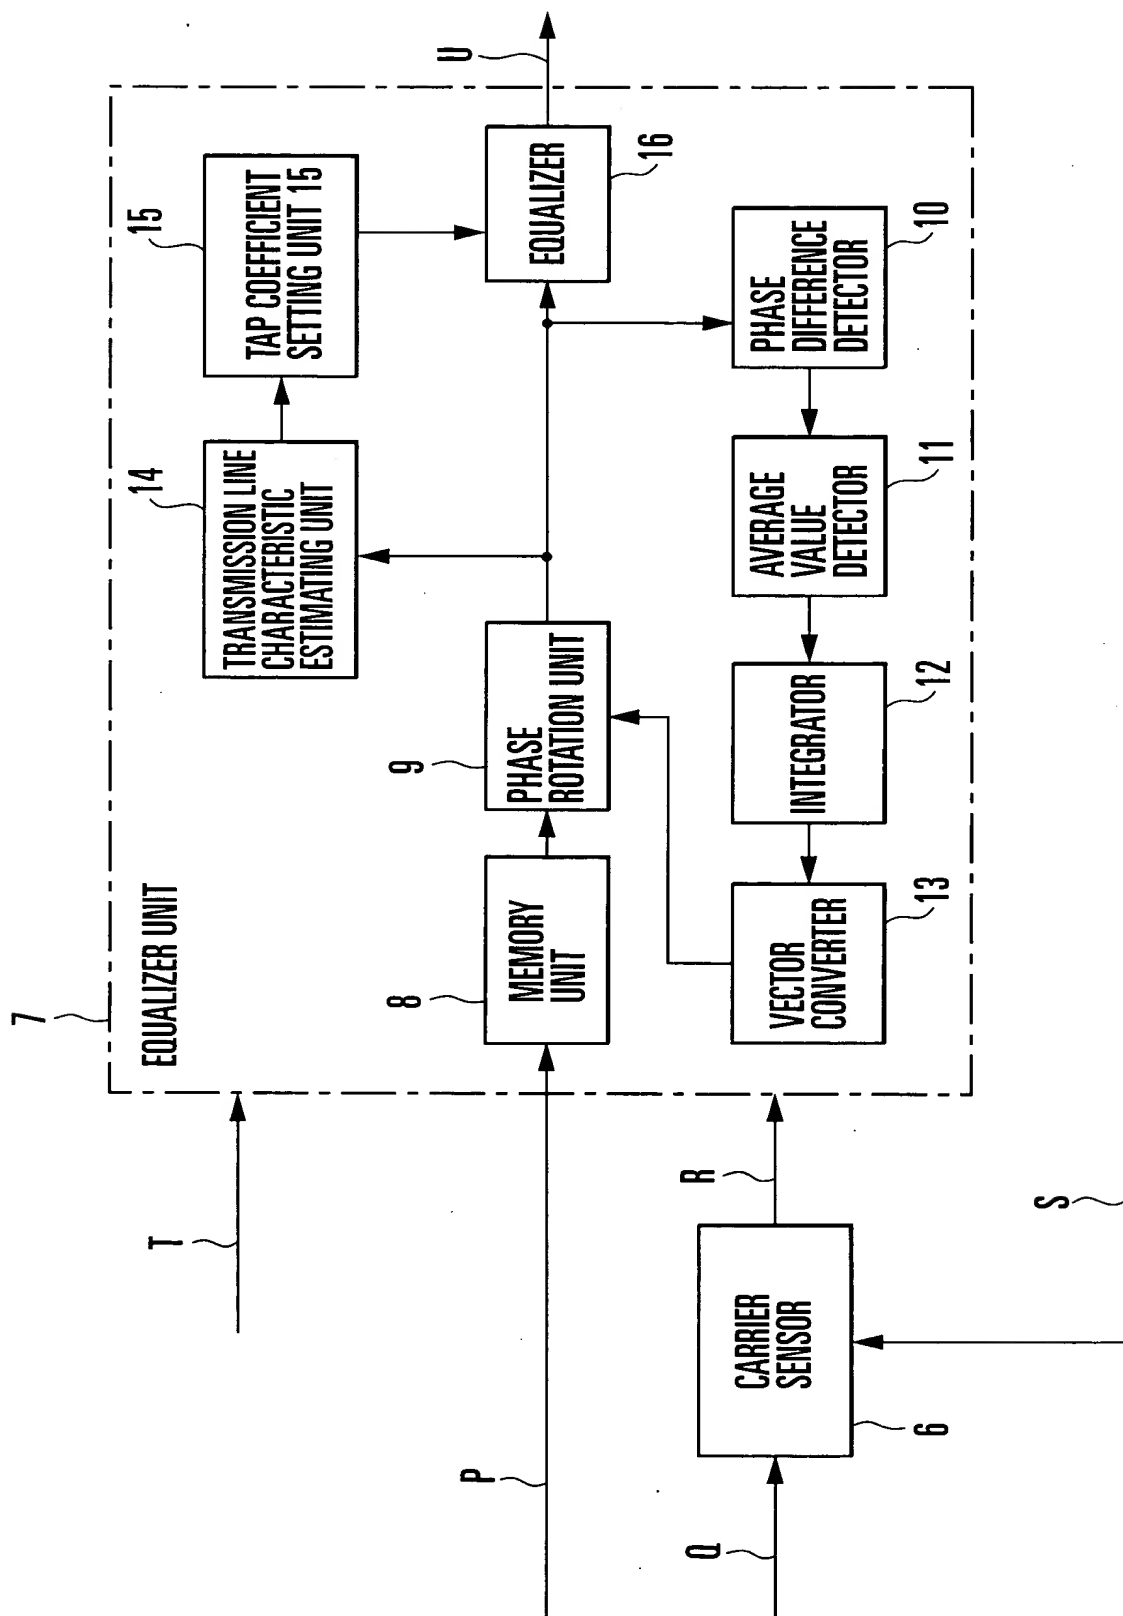 7
EQUALIZER UNIT
T
14
TRANSMISSION LINE
CHARACTERISTIC
ESTIMATING UNIT
15
TAP COEFFICIENT
SETTING UNIT 15
P
8
MEMORY
UNIT
9
PHASE
ROTATION UNIT
EQUALIZER
16
U
Q
CARRIER
SENSOR
6
R
S
VECTOR
CONVERTER
13
INTEGRATOR
12
AVERAGE
VALUE
DETECTOR
11
PHASE
DIFFERENCE
DETECTOR
10